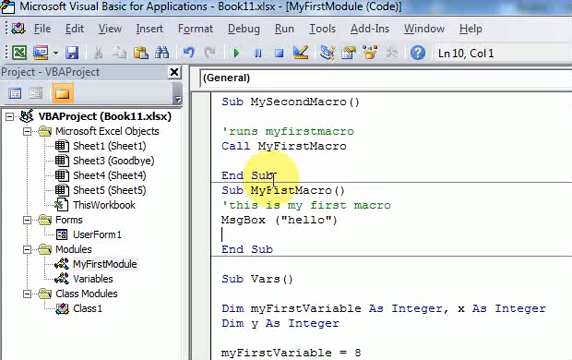 Microsoft Visual Basic for Applications - Book11.xlsx - [MyFirstModule (Code)]
File Edit View Insert Format Debug Run Tools Add-Ins Window Help
Ln 10, Col 1
Project - VBAProject
(General)
VBAProject (Book11.xlsx)
Microsoft Excel Objects
Sheet1 (Sheet1)
Sheet3 (Goodbye)
Sheet4 (Sheet4)
Sheet5 (Sheet5)
ThisWorkbook
Forms
UserForm1
Modules
MyFirstModule
Variables
Class Modules
Class1
Sub MySecondMacro()
'runs myfirstmacro
Call MyFirstMacro
End Sub
Sub MyFistMacro()
'this is my first macro
MsgBox ("hello")
End Sub
Sub Vars()
Dim myFirstVariable As Integer, x As Integer
Dim y As Integer
myFirstVariable = 8